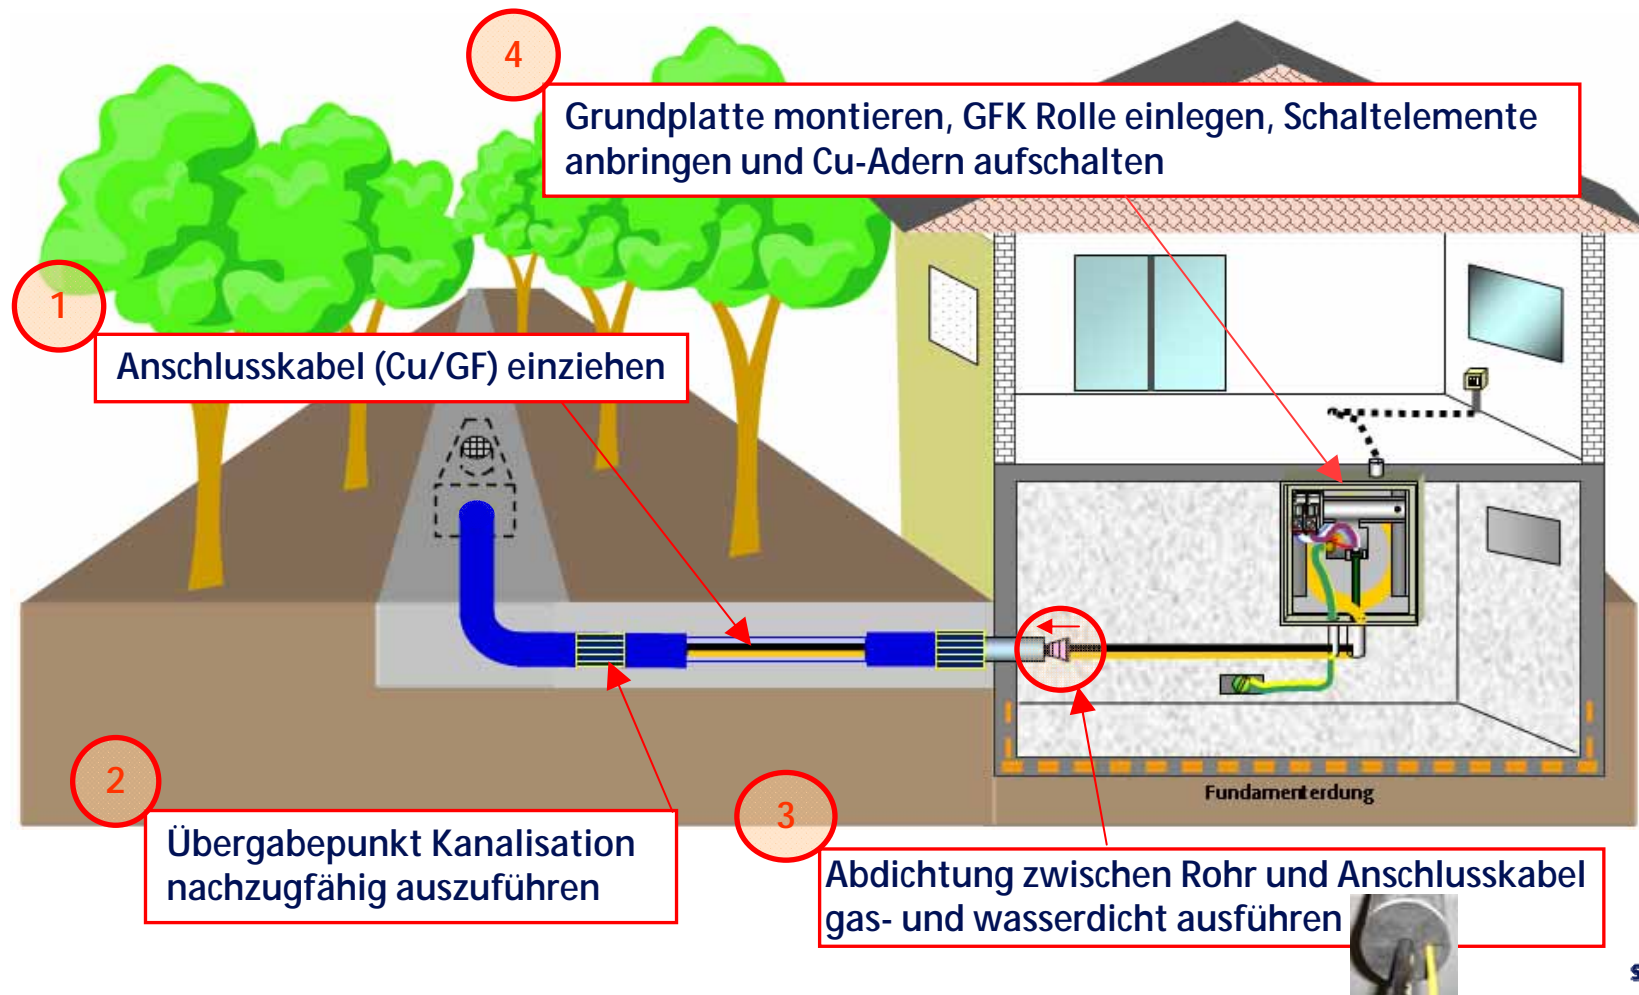 4
Grundplatte montieren, GFK Rolle einlegen, Schaltelemente
anbringen und Cu-Adern aufschalten
1
Anschlusskabel (Cu/GF) einziehen
2
Übergabepunkt Kanalisation
nachzugfähig auszuführen
Fundamenterdung
3
Abdichtung zwischen Rohr und Anschlusskabel
gas- und wasserdicht ausführen